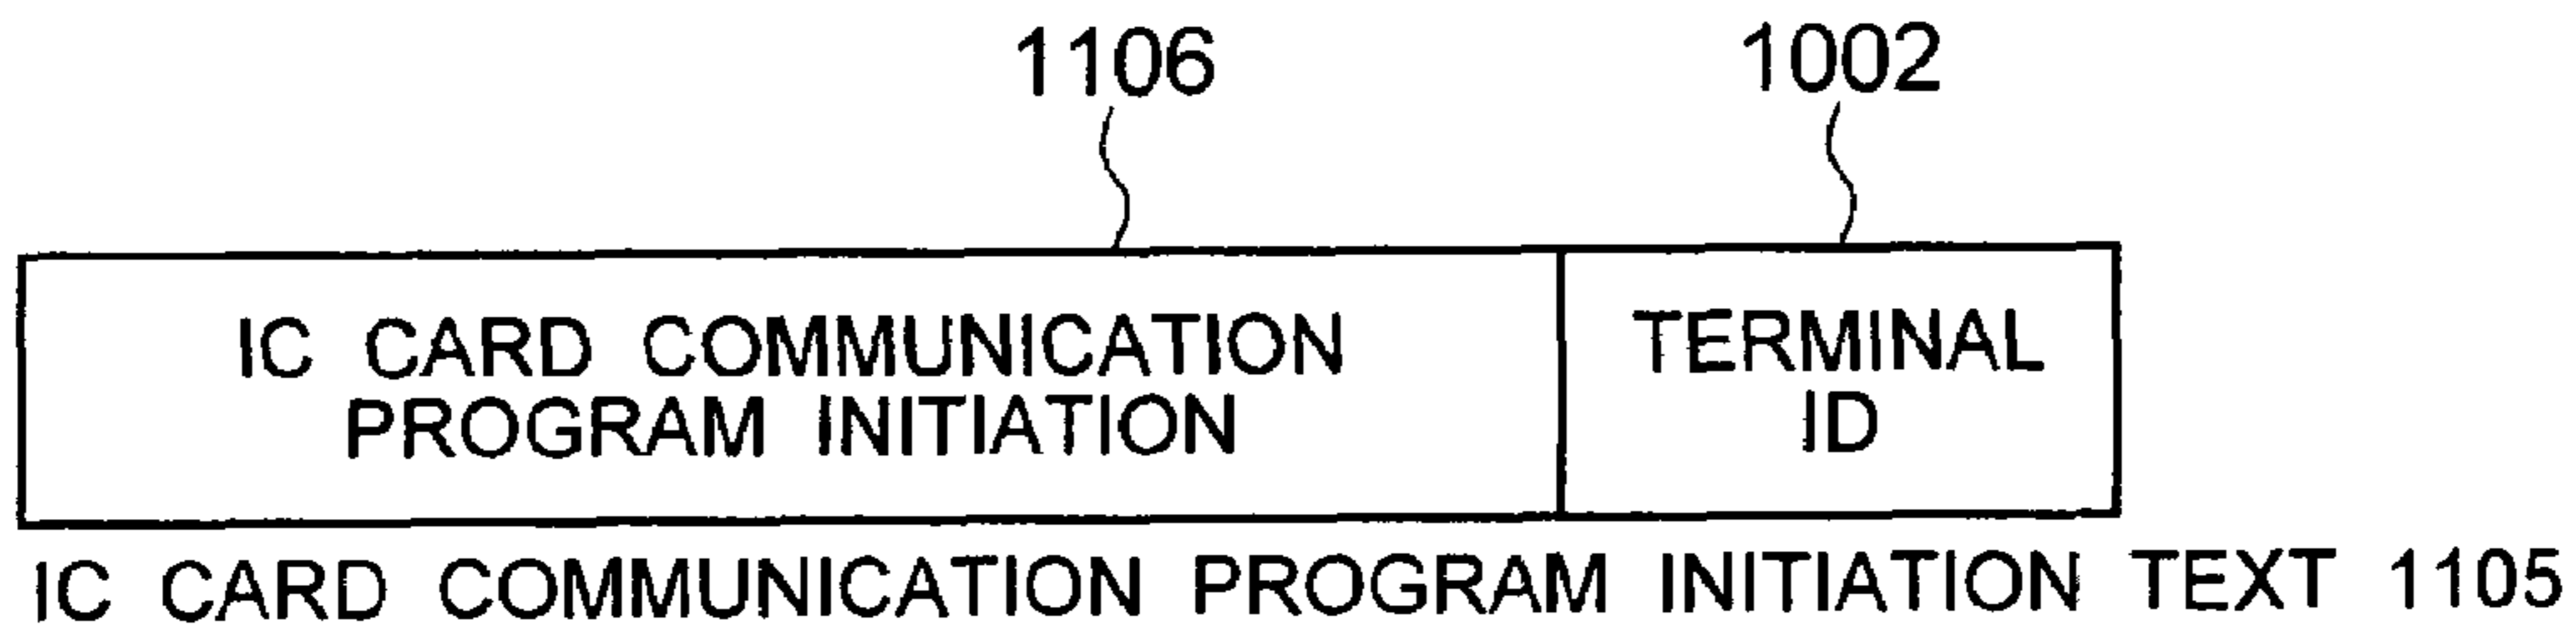 1106 1002
IC CARD COMMUNICATION PROGRAM INITIATION
TERMINAL ID
IC CARD COMMUNICATION PROGRAM INITIATION TEXT 1105